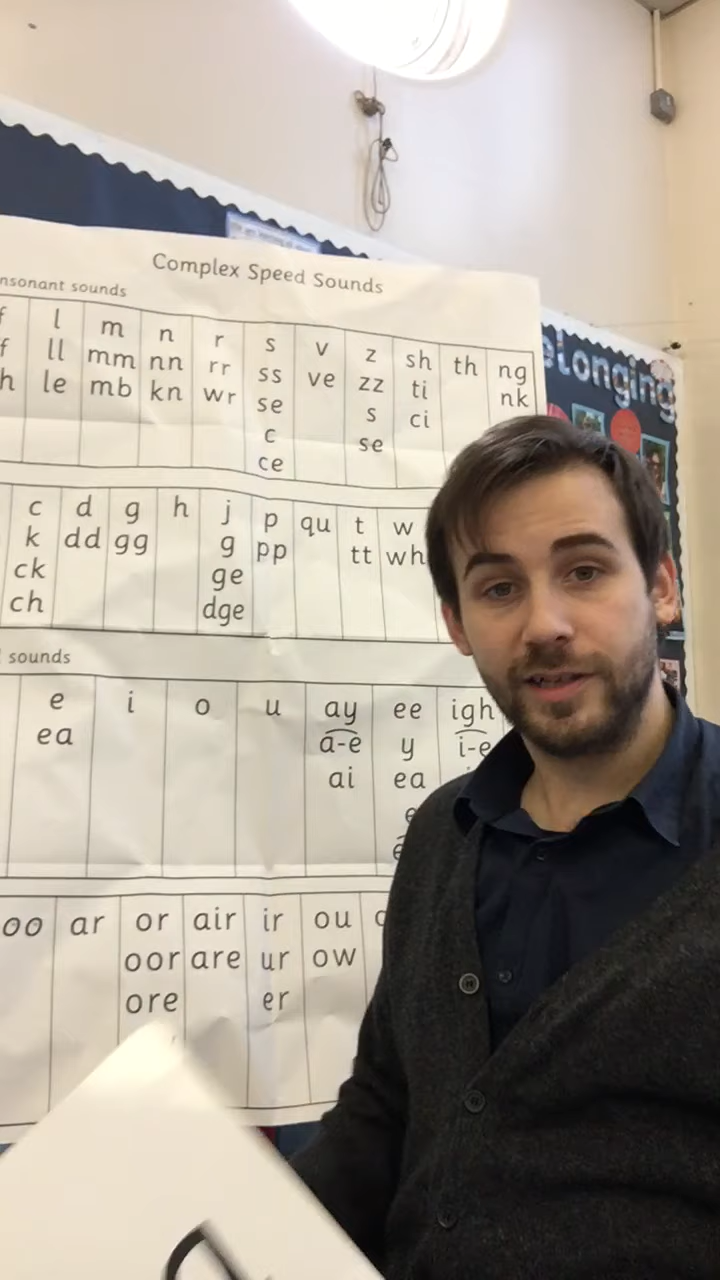 Complex Speed Sounds
nsonant sounds
f l m n r s v z sh th ng
f ll mm nn rr ss ve zz ti nk
h le mb kn wr se s ci
c se
ce
elonging
c d g h j p qu t w
k dd gg g pp tt wh
ck ge
ch dge
sounds
e i o u ay ee igh
ea a-e y i-e
ai ea
e
e
oo ar or air ir ou o
oor are ur ow
ore er